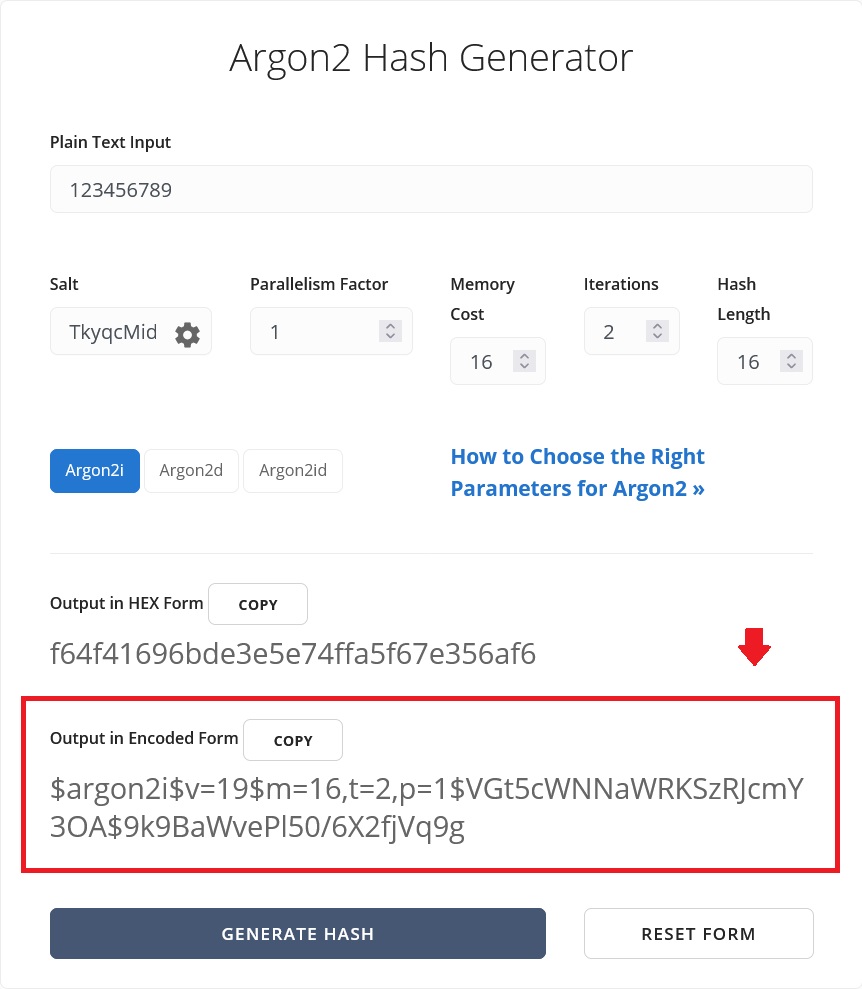 Argon2 Hash Generator
Plain Text Input
123456789
Salt
TkyqcMid
Parallelism Factor
1
Memory
Cost
16
Iterations
2
Hash
Length
16
Argon2i
Argon2d
Argon2id
How to Choose the Right
Parameters for Argon2 »
Output in HEX Form
COPY
f64f41696bde3e5e74ffa5f67e356af6
Output in Encoded Form
COPY
$argon2i$v=19$m=16,t=2,p=1$VGt5cWNNaWRKSzRJcmY
3OA$9k9BaWvePl50/6X2fjVq9g
GENERATE HASH
RESET FORM